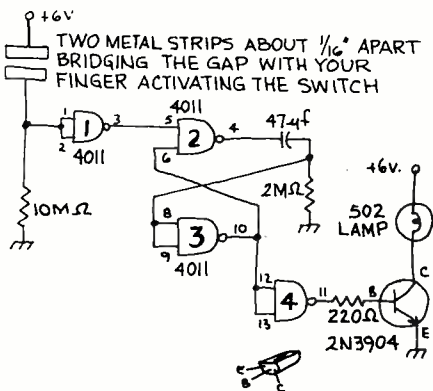 +6V
TWO METAL STRIPS ABOUT 1/16" APART
BRIDGING THE GAP WITH YOUR
FINGER ACTIVATING THE SWITCH
4011
47µf
1
2
1
3
4011
5
6
2
4
10MΩ
2MΩ
+6V.
502
LAMP
8
9
3
10
4011
12
13
4
11
220Ω
B
C
E
2N3904
E
B
C